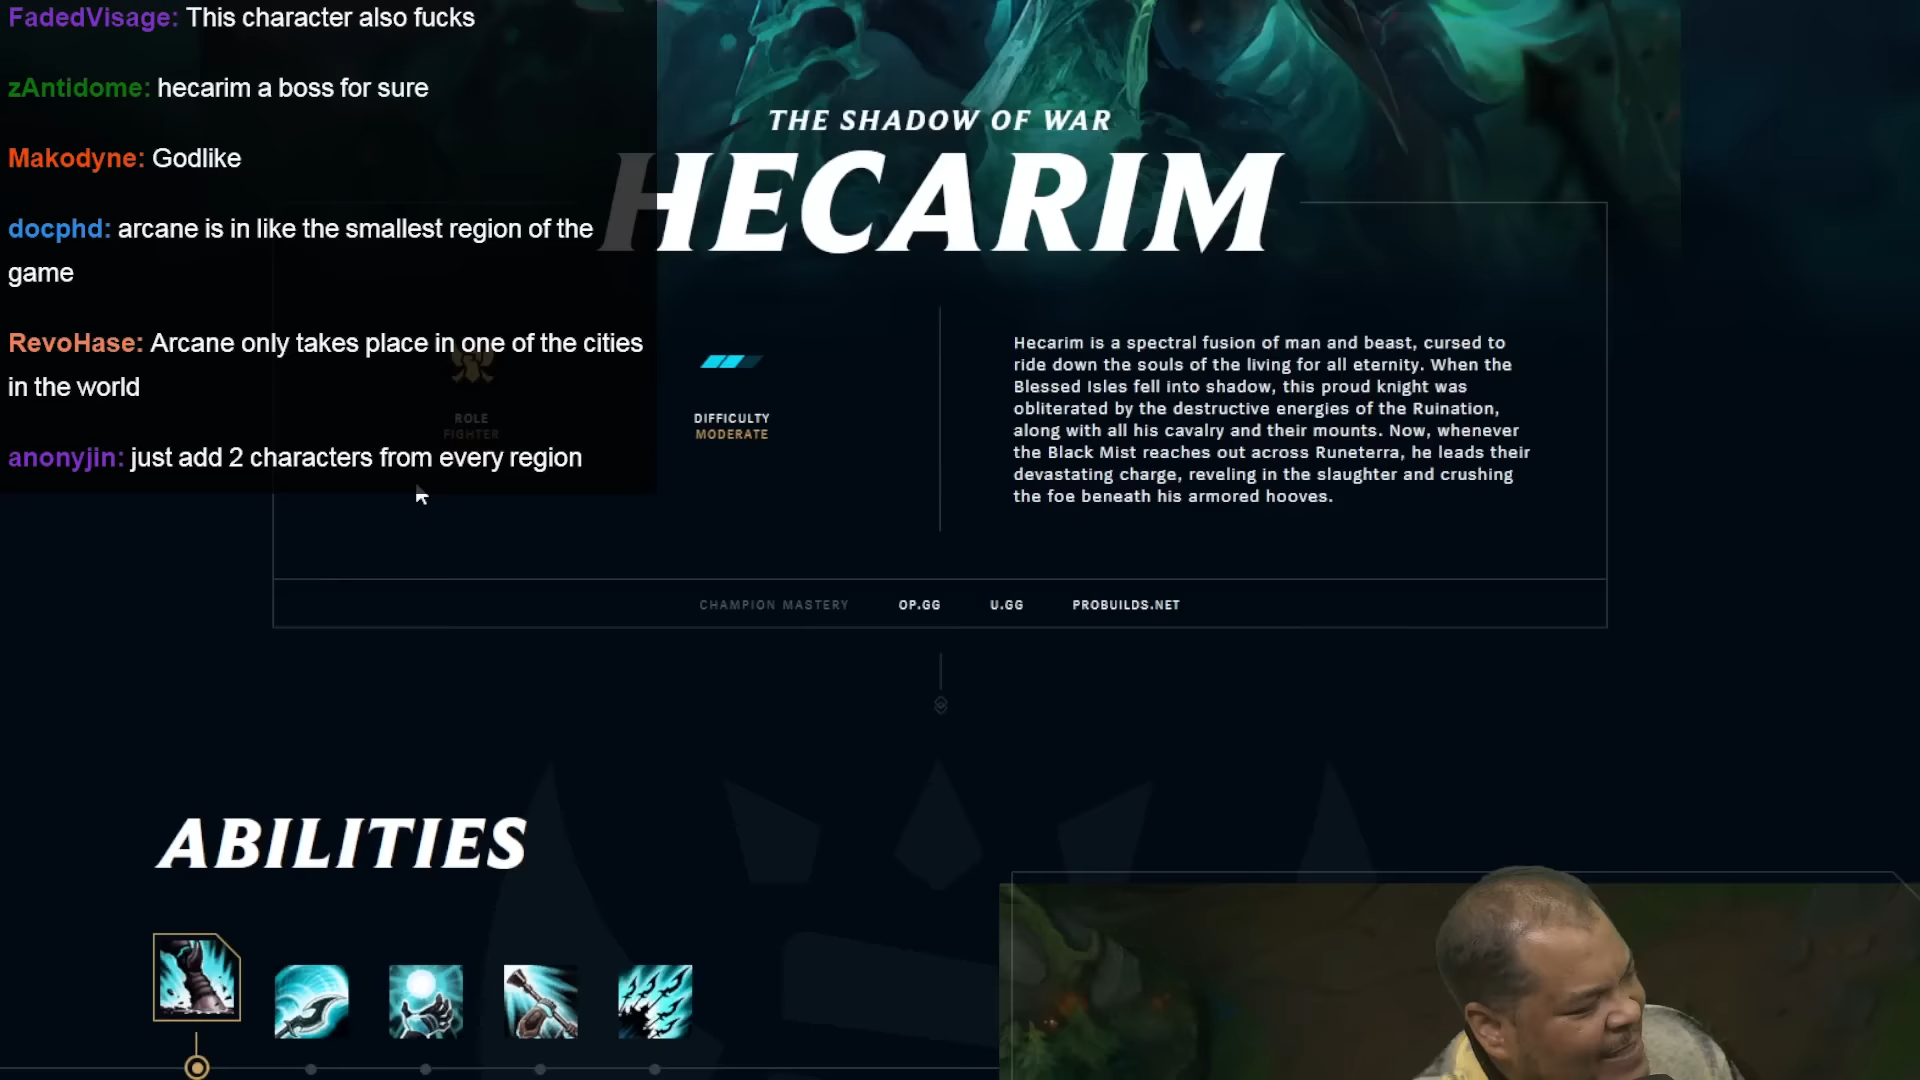 FadedVisage: This character also fucks
zAntidome: hecarim a boss for sure
Makodyne: Godlike
docphd: arcane is in like the smallest region of the
game
RevoHase: Arcane only takes place in one of the cities
in the world
anonyjin: just add 2 characters from every region
THE SHADOW OF WAR
HECARIM
ROLE
FIGHTER
DIFFICULTY
MODERATE
Hecarim is a spectral fusion of man and beast, cursed to
ride down the souls of the living for all eternity. When the
Blessed Isles fell into shadow, this proud knight was
obliterated by the destructive energies of the Ruination,
along with all his cavalry and their mounts. Now, whenever
the Black Mist reaches out across Runeterra, he leads their
devastating charge, reveling in the slaughter and crushing
the foe beneath his armored hooves.
CHAMPION MASTERY OP.GG U.GG PROBUILDS.NET
ABILITIES